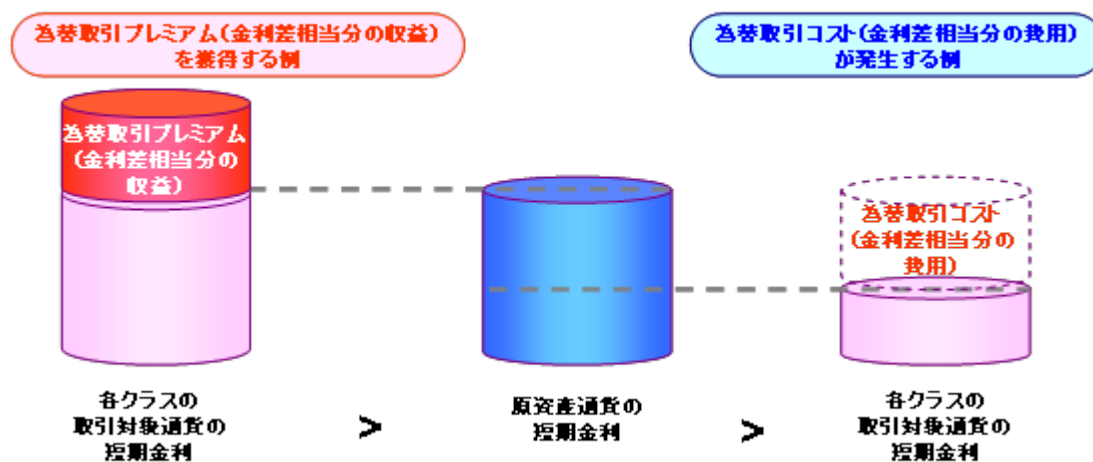 為替取引プレミアム(金利差相当分の収益)
を獲得する例
為替取引コスト(金利差相当分の費用)
が発生する例
為替取引プレミアム
(金利差相当分の
収益)
為替取引コスト
(金利差相当分の
費用)
各クラスの
取引対象通貨の
短期金利
>
原資産通貨の
短期金利
>
各クラスの
取引対象通貨の
短期金利